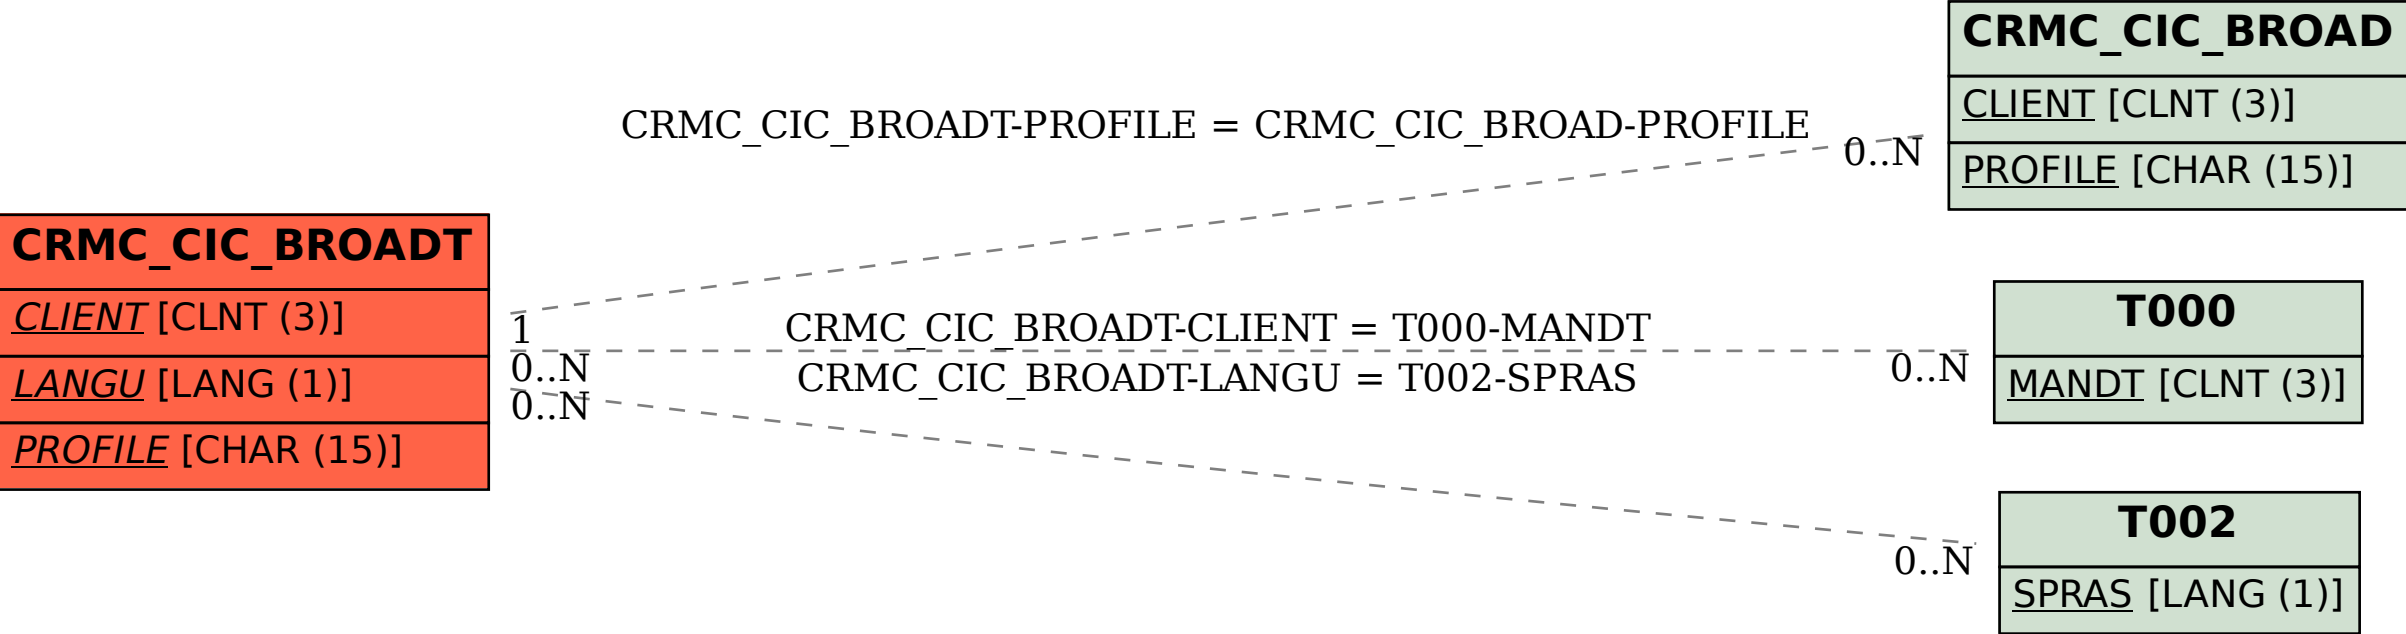 CRMC_CIC_BROADT
CLIENT [CLNT (3)]
LANGU [LANG (1)]
PROFILE [CHAR (15)]
CRMC_CIC_BROADT-PROFILE = CRMC_CIC_BROAD-PROFILE
1
0..N
CRMC_CIC_BROADT-CLIENT = T000-MANDT
0..N
0..N
CRMC_CIC_BROADT-LANGU = T002-SPRAS
0..N
0..N
CRMC_CIC_BROAD
CLIENT [CLNT (3)]
PROFILE [CHAR (15)]
T000
MANDT [CLNT (3)]
T002
SPRAS [LANG (1)]